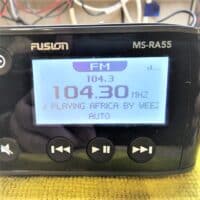 FUSION MS-RA55
FM
104.3
104.30 MHZ
PLAYING AFRICA BY WEEZ
AUTO